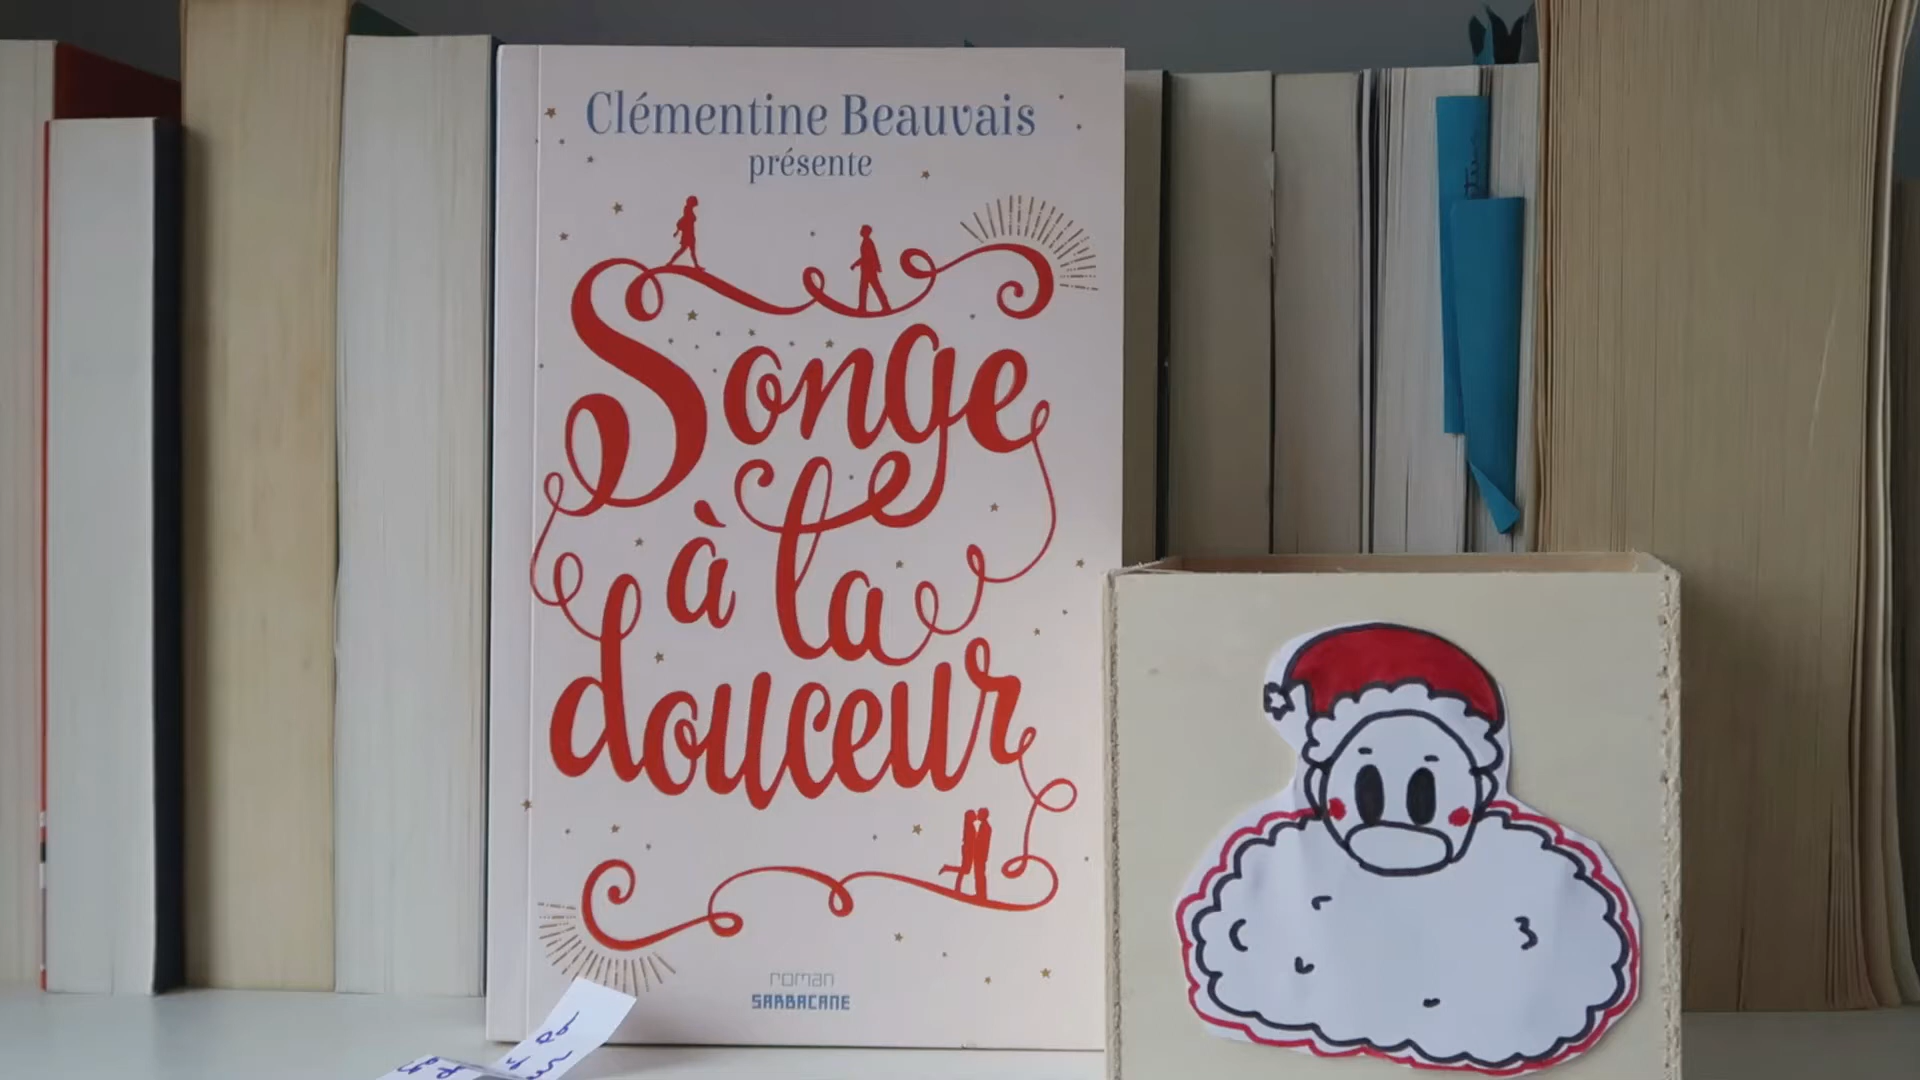 Clémentine Beauvais
présente
Songe
à la
douceur
roman
SARBACANE